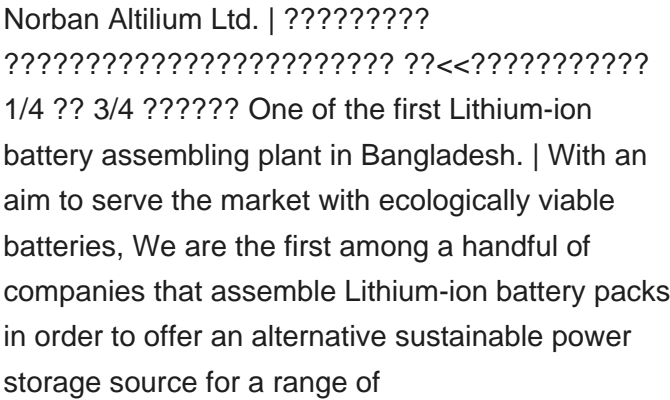 Norban Altilium Ltd. | ?????????
???????????????????????? ??<<???????????
1/4 ?? 3/4 ?????? One of the first Lithium-ion
battery assembling plant in Bangladesh. | With an
aim to serve the market with ecologically viable
batteries, We are the first among a handful of
companies that assemble Lithium-ion battery packs
in order to offer an alternative sustainable power
storage source for a range of